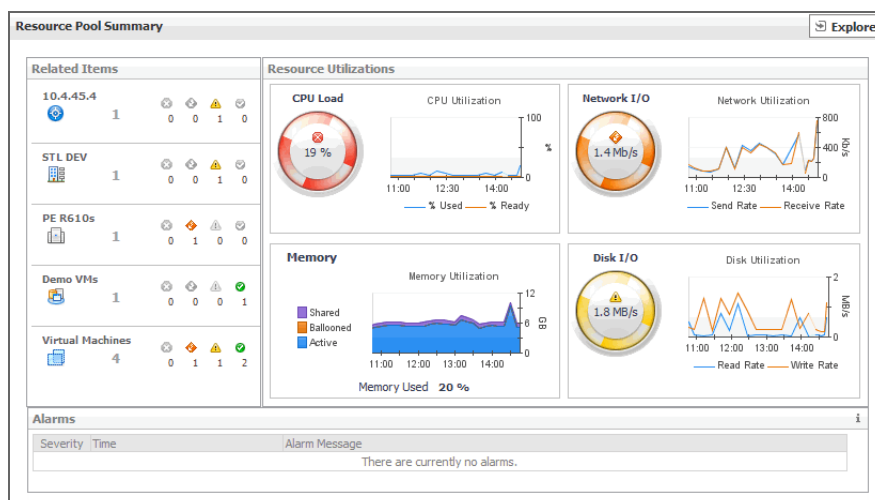 Resource Pool Summary
Explore
Related Items
10.4.45.4
1
0 0 1 0
STL DEV
1
0 0 1 0
PE R610s
1
0 1 0 0
Demo VMs
1
0 0 0 1
Virtual Machines
4
0 1 1 2
Resource Utilizations
CPU Load
19 %
CPU Utilization
100
%
0
11:00 12:30 14:00
% Used % Ready
Network I/O
1.4 Mb/s
Network Utilization
800
400
0
Kb/s
11:00 12:30 14:00
Send Rate Receive Rate
Memory
Memory Utilization
Shared
Ballooned
Active
12
6
0
GB
11:00 12:00 13:00 14:00
Memory Used 20 %
Disk I/O
1.8 MB/s
Disk Utilization
2
1
0
MB/s
11:00 12:00 13:00 14:00
Read Rate Write Rate
Alarms
i
Severity Time Alarm Message
There are currently no alarms.